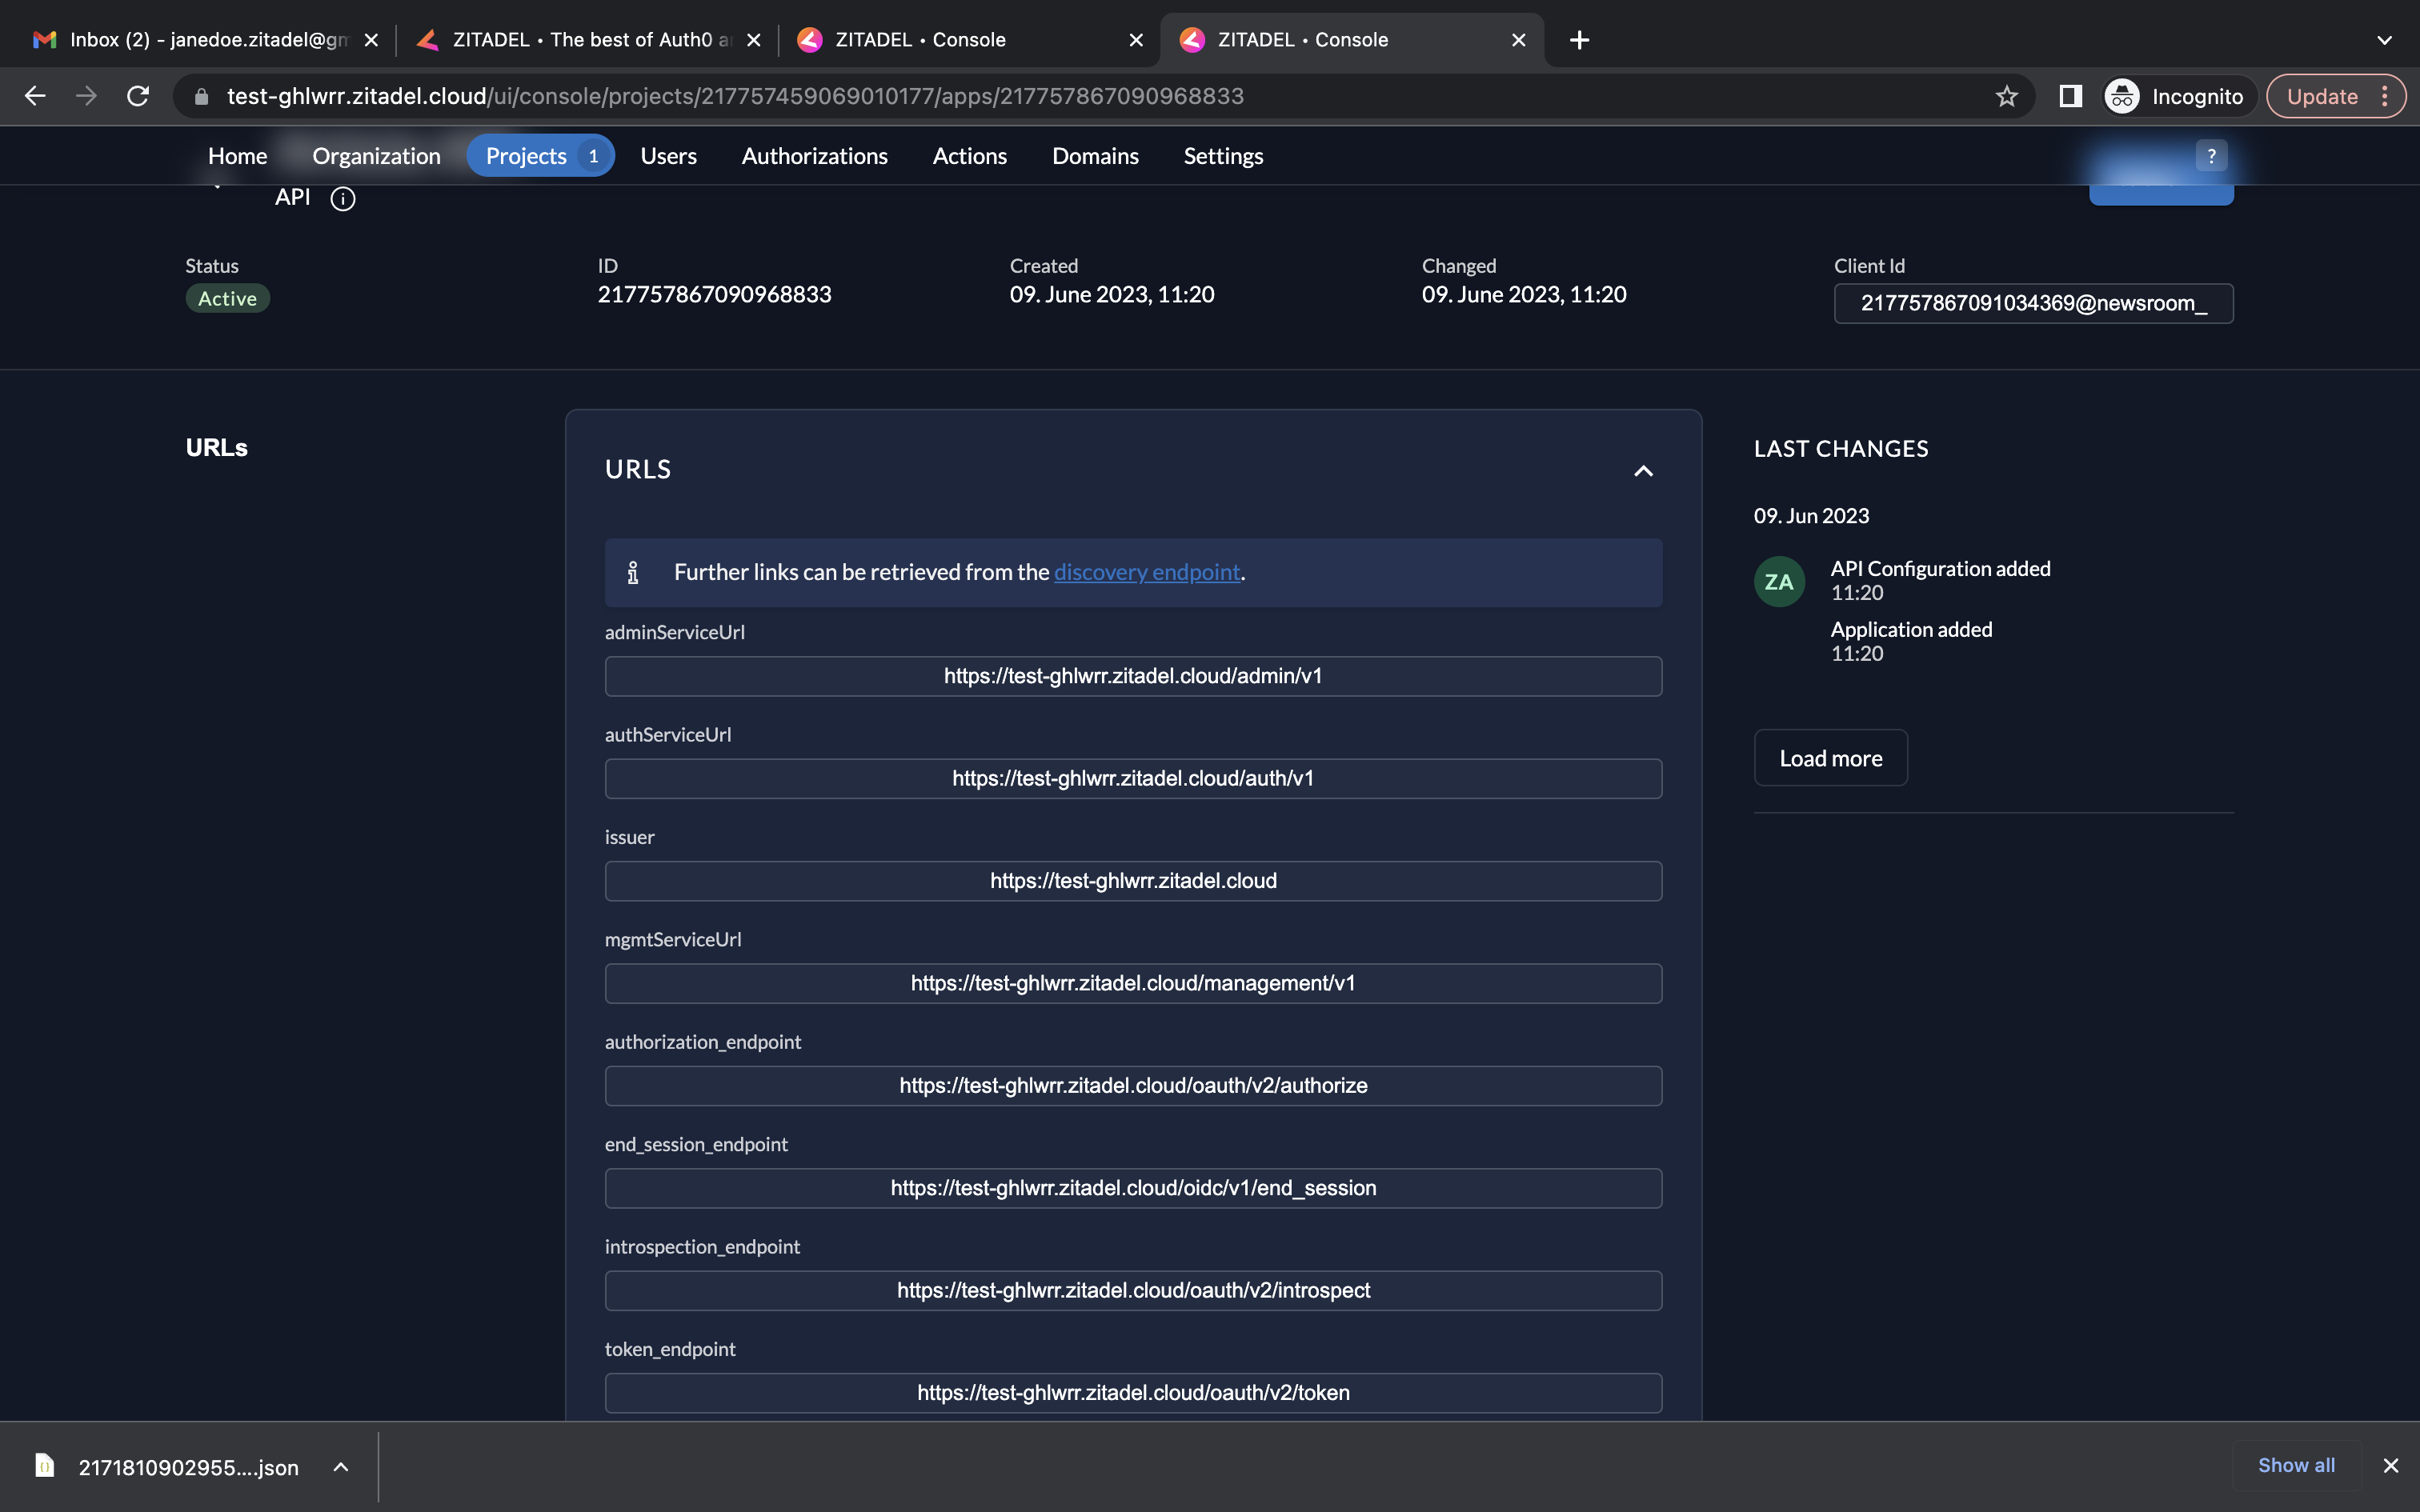 Inbox (2) - janedoe.zitadel@gm
ZITADEL • The best of Auth0 a
ZITADEL • Console
ZITADEL • Console
test-ghlwrr.zitadel.cloud/ui/console/projects/217757459069010177/apps/217757867090968833
Incognito
Update
Home
Organization
Projects 1
Users
Authorizations
Actions
Domains
Settings
?
API
Status
Active
ID
217757867090968833
Created
09. June 2023, 11:20
Changed
09. June 2023, 11:20
Client Id
217757867091034369@newsroom_
URLs
URLS
Further links can be retrieved from the discovery endpoint.
adminServiceUrl
https://test-ghlwrr.zitadel.cloud/admin/v1
authServiceUrl
https://test-ghlwrr.zitadel.cloud/auth/v1
issuer
https://test-ghlwrr.zitadel.cloud
mgmtServiceUrl
https://test-ghlwrr.zitadel.cloud/management/v1
authorization_endpoint
https://test-ghlwrr.zitadel.cloud/oauth/v2/authorize
end_session_endpoint
https://test-ghlwrr.zitadel.cloud/oidc/v1/end_session
introspection_endpoint
https://test-ghlwrr.zitadel.cloud/oauth/v2/introspect
token_endpoint
https://test-ghlwrr.zitadel.cloud/oauth/v2/token
LAST CHANGES
09. Jun 2023
ZA
API Configuration added
11:20
Application added
11:20
Load more
2171810902955....json
Show all